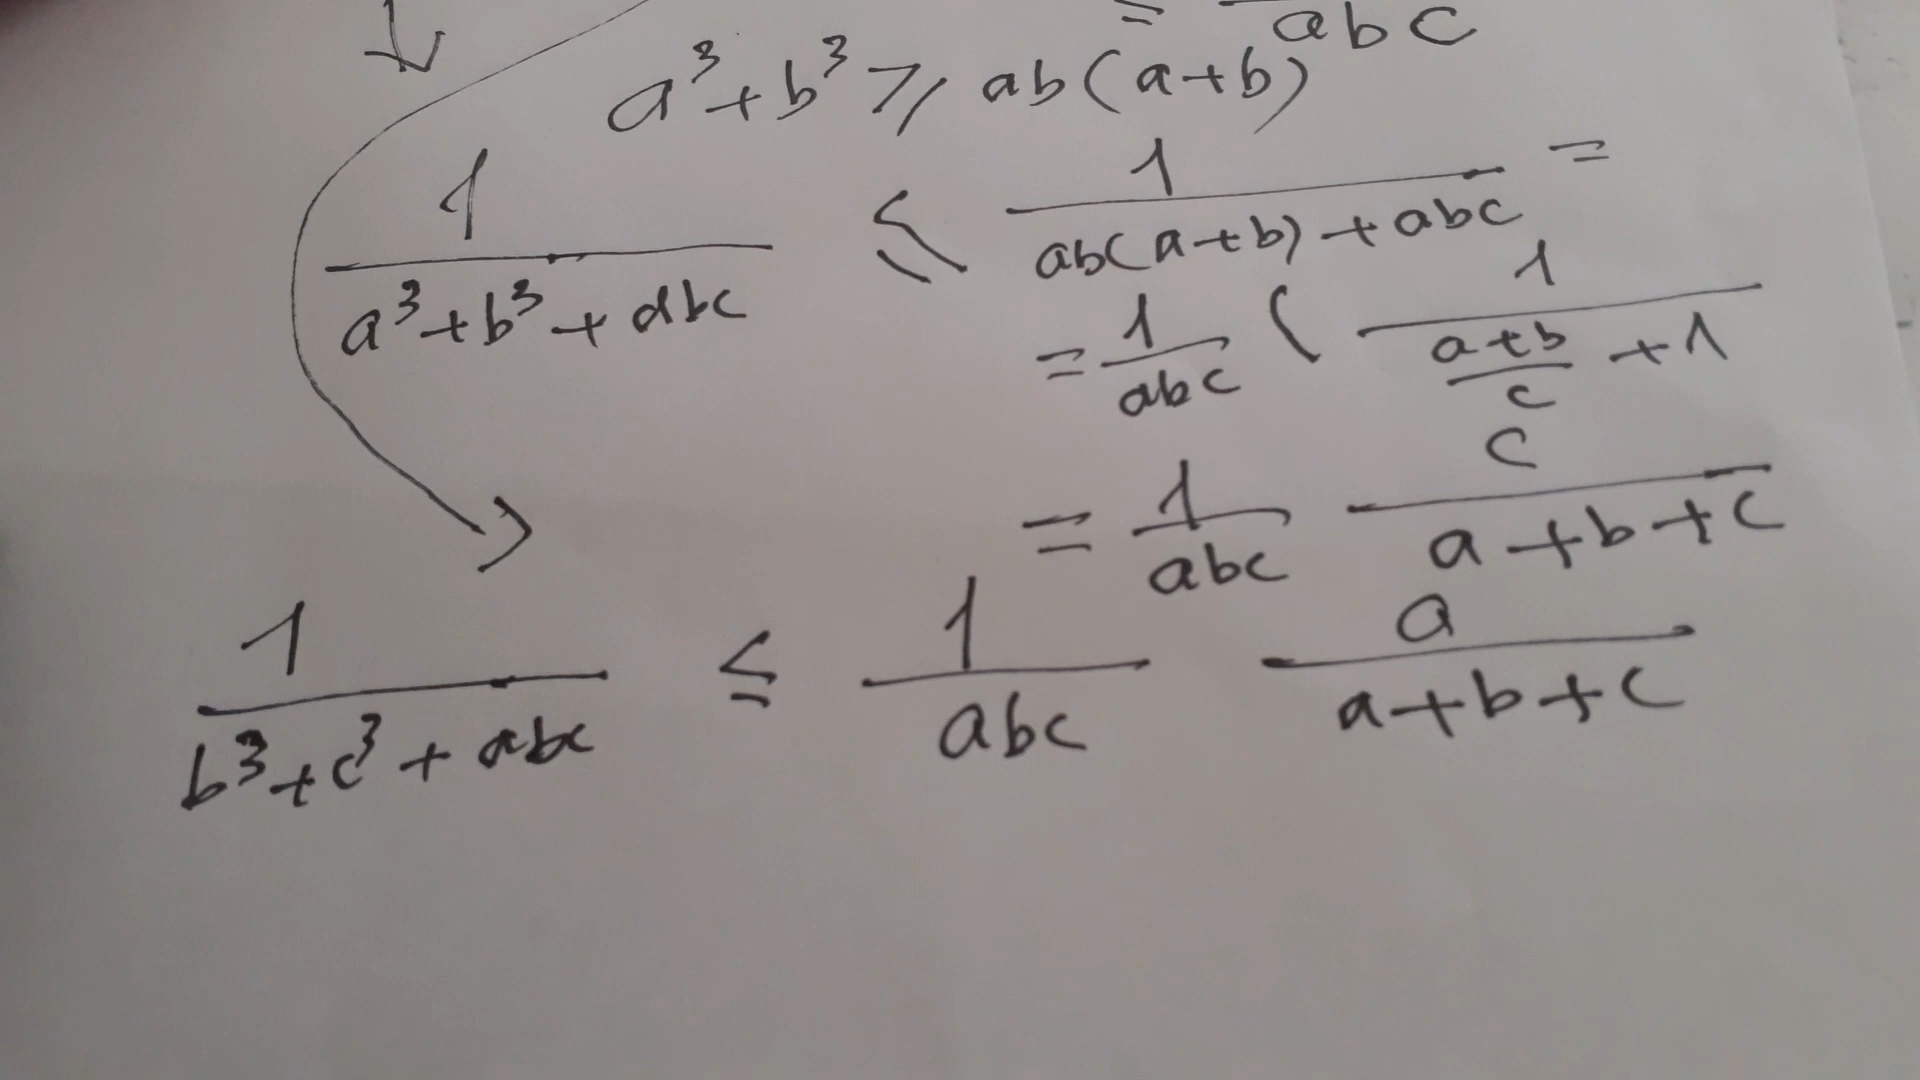 = abc
a³+b³ ⩾ ab(a+b)
1/(a³+b³+abc) ⩽ 1/(ab(a+b)+abc) =
= 1/abc ( 1/((a+b)/c +1)
= 1/abc c/(a+b+c)
1/(b³+c³+abc) ≤ 1/abc a/(a+b+c)